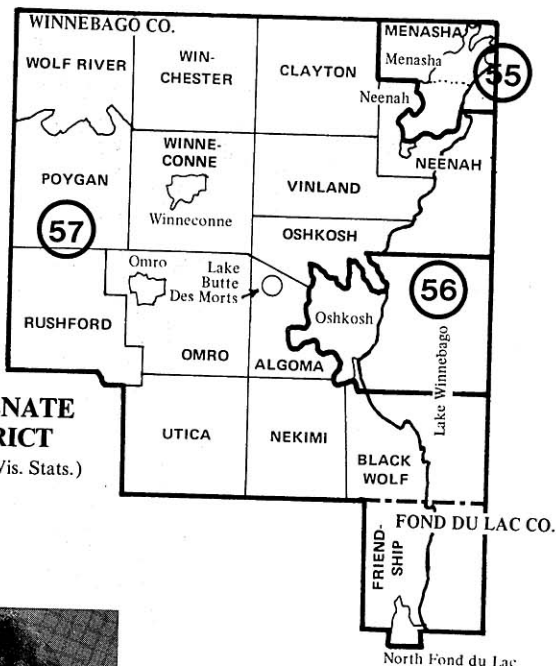 WINNEBAGO CO.
MENASHA
WOLF RIVER
WIN-
CHESTER
CLAYTON
Menasha
55
Neenah
WINNE-
CONNE
NEENAH
POYGAN
VINLAND
Winneconne
57
OSHKOSH
Omro
Lake
Butte
Des Morts
56
Oshkosh
RUSHFORD
OMRO
ALGOMA
Lake Winnebago
NATE
RICT
Vis. Stats.)
UTICA
NEKIMI
BLACK
WOLF
FOND DU LAC CO.
FRIEND-
SHIP
North Fond du Lac